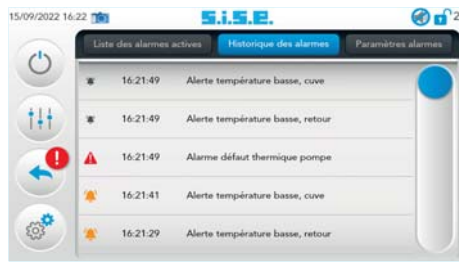 15/09/2022 16:22 S.i.S.E. 2
Liste des alarmes actives Historique des alarmes Paramètres alarmes
16:21:49 Alerte température basse, cuve
16:21:49 Alerte température basse, retour
16:21:49 Alarme défaut thermique pompe
16:21:41 Alerte température basse, cuve
16:21:29 Alerte température basse, retour